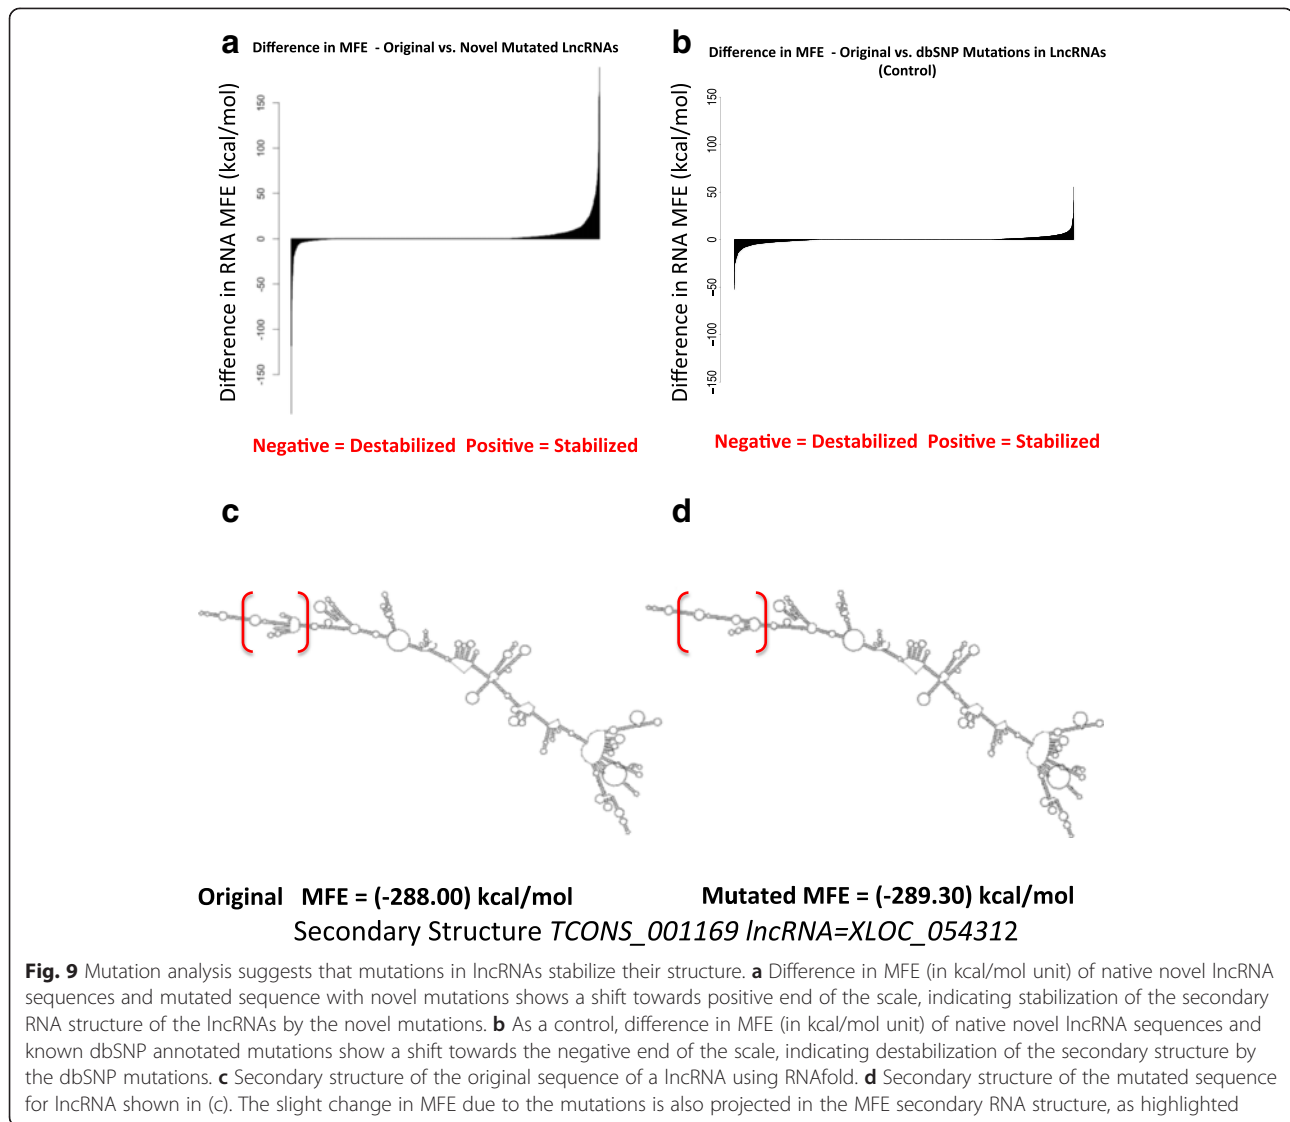 a
Difference in MFE - Original vs. Novel Mutated LncRNAs
Difference in RNA MFE (kcal/mol)
150
100
50
0
-50
-100
-150
Negative = Destabilized Positive = Stabilized
b
Difference in MFE - Original vs. dbSNP Mutations in LncRNAs
(Control)
Difference in RNA MFE (kcal/mol)
150
100
50
0
−50
−100
−150
Negative = Destabilized Positive = Stabilized
c
d
Original MFE = (-288.00) kcal/mol
Mutated MFE = (-289.30) kcal/mol
Secondary Structure TCONS_001169 lncRNA=XLOC_054312
Fig. 9 Mutation analysis suggests that mutations in lncRNAs stabilize their structure. a Difference in MFE (in kcal/mol unit) of native novel lncRNA
sequences and mutated sequence with novel mutations shows a shift towards positive end of the scale, indicating stabilization of the secondary
RNA structure of the lncRNAs by the novel mutations. b As a control, difference in MFE (in kcal/mol unit) of native novel lncRNA sequences and
known dbSNP annotated mutations show a shift towards the negative end of the scale, indicating destabilization of the secondary structure by
the dbSNP mutations. c Secondary structure of the original sequence of a lncRNA using RNAfold. d Secondary structure of the mutated sequence
for lncRNA shown in (c). The slight change in MFE due to the mutations is also projected in the MFE secondary RNA structure, as highlighted